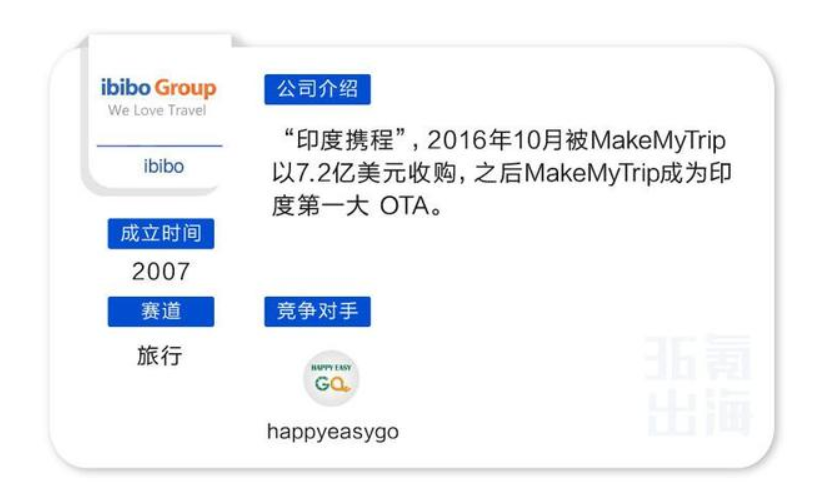 ibibo Group
We Love Travel
ibibo
成立时间
2007
赛道
旅行
公司介绍
“印度携程”, 2016年10月被MakeMyTrip
以7.2亿美元收购, 之后MakeMyTrip成为印
度第一大 OTA。
竞争对手
HAPPY EASY
GO
happyeasygo
36氪
出海